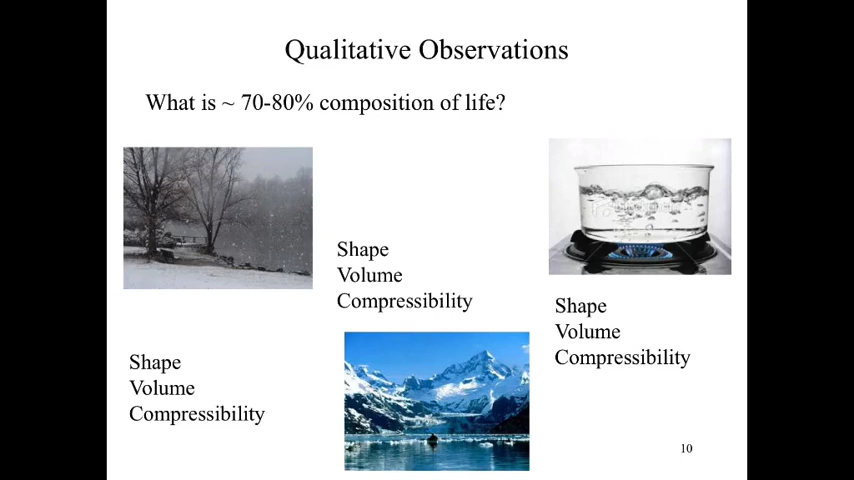 Qualitative Observations
What is ~ 70-80% composition of life?
Shape
Volume
Compressibility
Shape
Volume
Compressibility
Shape
Volume
Compressibility
10